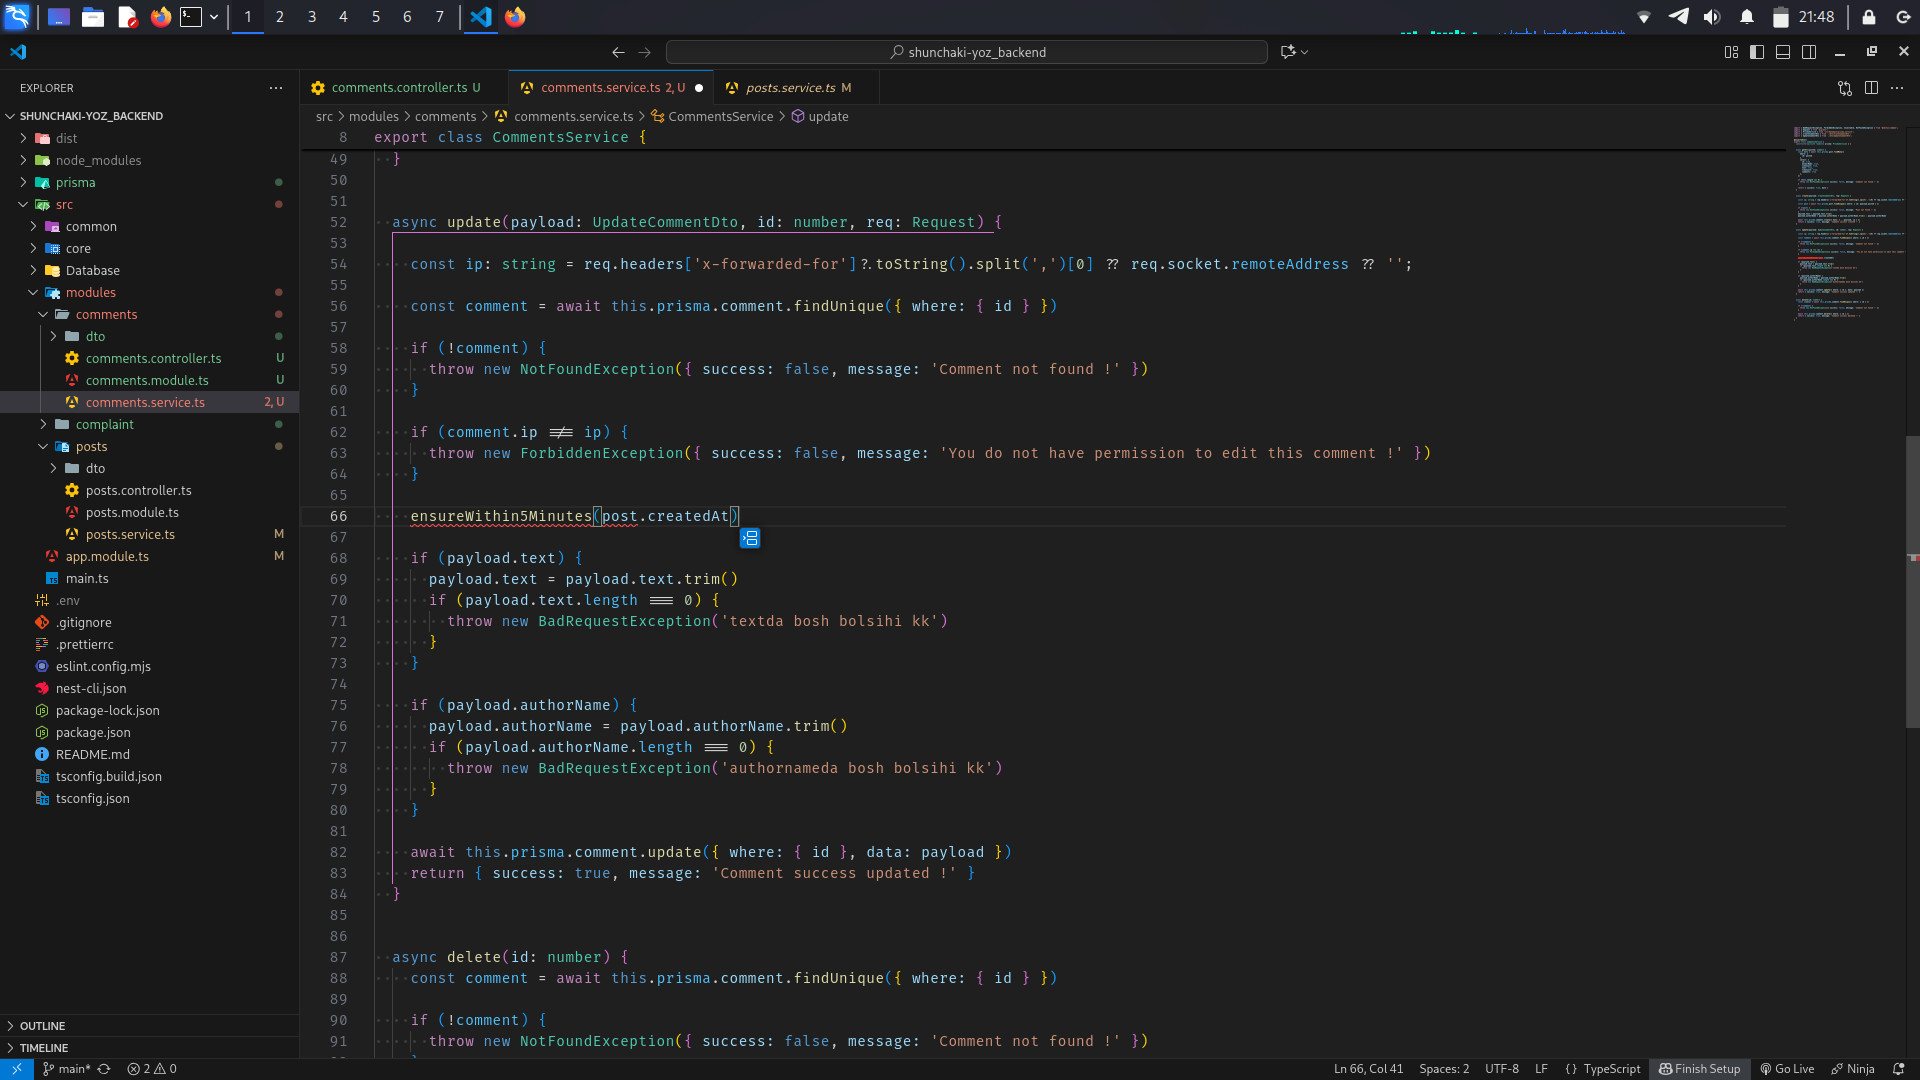 1 2 3 4 5 6 7 21:48
shunchaki-yoz_backend
EXPLORER
SHUNCHAKI-YOZ_BACKEND
dist
node_modules
prisma
src
common
core
Database
modules
comments
dto
comments.controller.ts U
comments.module.ts U
comments.service.ts 2, U
complaint
posts
dto
posts.controller.ts
posts.module.ts
posts.service.ts M
app.module.ts M
main.ts
.env
.gitignore
.prettierrc
eslint.config.mjs
nest-cli.json
package-lock.json
package.json
README.md
tsconfig.build.json
tsconfig.json
OUTLINE
TIMELINE
comments.controller.ts U comments.service.ts 2, U posts.service.ts M
src > modules > comments > comments.service.ts > CommentsService > update
8 export class CommentsService {
49 }
50
51
52 async update(payload: UpdateCommentDto, id: number, req: Request) {
53
54 const ip: string = req.headers['x-forwarded-for']?.toString().split(',')[0] ?? req.socket.remoteAddress ?? '';
55
56 const comment = await this.prisma.comment.findUnique({ where: { id } })
57
58 if (!comment) {
59 throw new NotFoundException({ success: false, message: 'Comment not found !' })
60 }
61
62 if (comment.ip !== ip) {
63 throw new ForbiddenException({ success: false, message: 'You do not have permission to edit this comment !' })
64 }
65
66 ensureWithin5Minutes(post.createdAt)
67
68 if (payload.text) {
69 payload.text = payload.text.trim()
70 if (payload.text.length === 0) {
71 throw new BadRequestException('textda bosh bolsihi kk')
72 }
73 }
74
75 if (payload.authorName) {
76 payload.authorName = payload.authorName.trim()
77 if (payload.authorName.length === 0) {
78 throw new BadRequestException('authornameda bosh bolsihi kk')
79 }
80 }
81
82 await this.prisma.comment.update({ where: { id }, data: payload })
83 return { success: true, message: 'Comment success updated !' }
84 }
85
86
87 async delete(id: number) {
88 const comment = await this.prisma.comment.findUnique({ where: { id } })
89
90 if (!comment) {
91 throw new NotFoundException({ success: false, message: 'Comment not found !' })
main* 2 0 Ln 66, Col 41 Spaces: 2 UTF-8 LF {} TypeScript Finish Setup Go Live Ninja